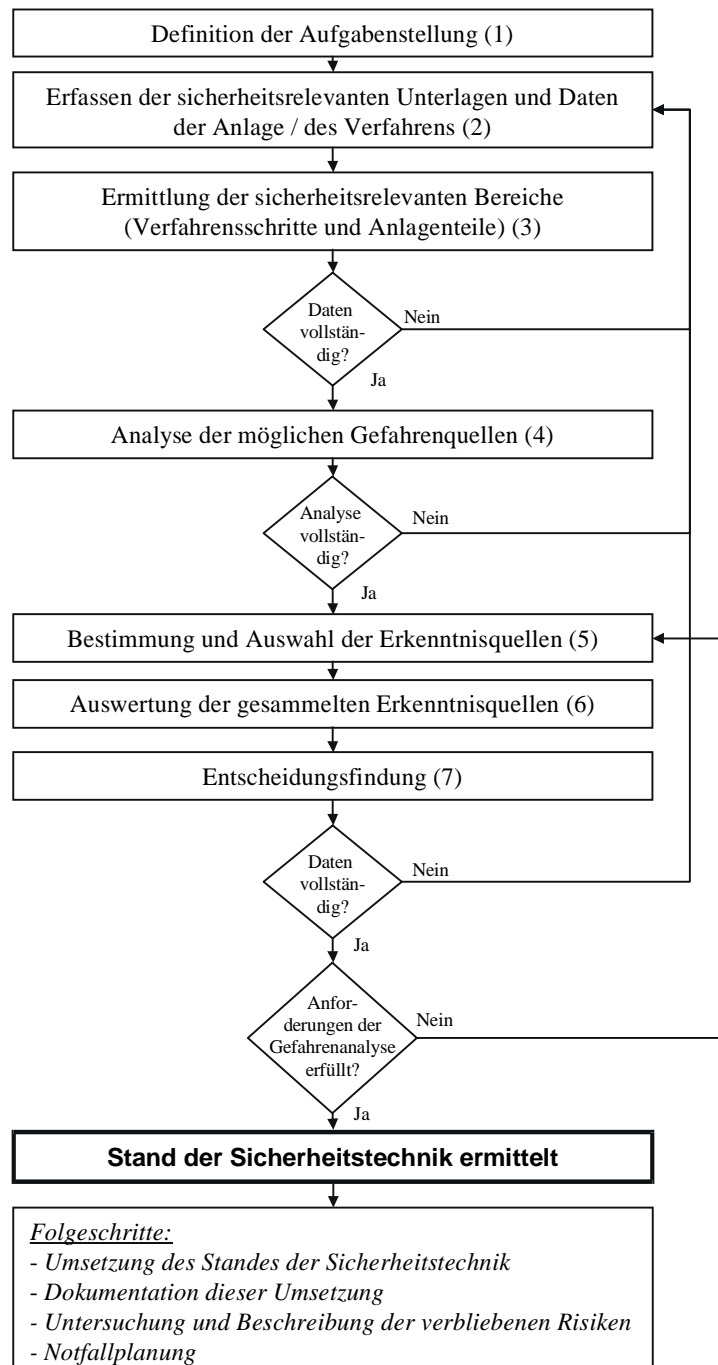 Definition der Aufgabenstellung (1)
Erfassen der sicherheitsrelevanten Unterlagen und Daten
der Anlage / des Verfahrens (2)
Ermittlung der sicherheitsrelevanten Bereiche
(Verfahrensschritte und Anlagenteile) (3)
Daten
vollstän-
dig?
Nein
Ja
Analyse der möglichen Gefahrenquellen (4)
Analyse
vollstän-
dig?
Nein
Ja
Bestimmung und Auswahl der Erkenntnisquellen (5)
Auswertung der gesammelten Erkenntnisquellen (6)
Entscheidungsfindung (7)
Daten
vollstän-
dig?
Nein
Ja
Anfor-
derungen der
Gefahrenanalyse
erfüllt?
Nein
Ja
Stand der Sicherheitstechnik ermittelt
Folgeschritte:
- Umsetzung des Standes der Sicherheitstechnik
- Dokumentation dieser Umsetzung
- Untersuchung und Beschreibung der verbliebenen Risiken
- Notfallplanung